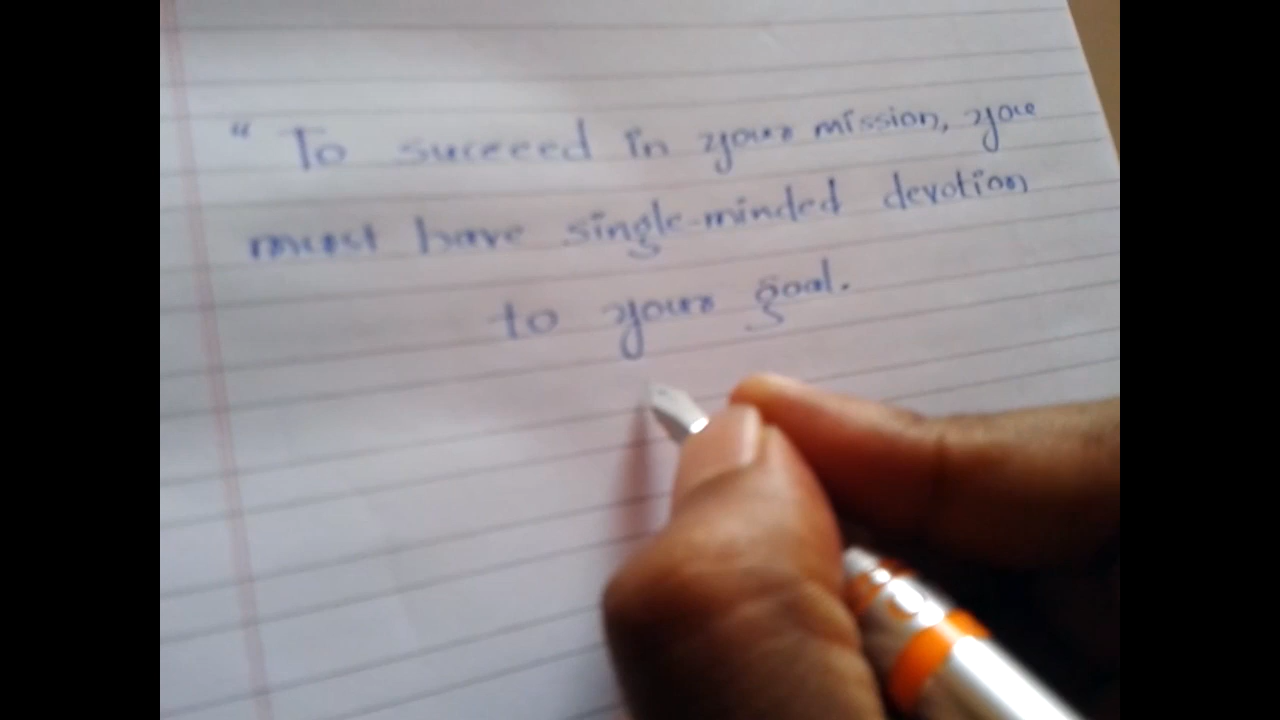 “ To succeed in your mission, you
must have single-minded devotion
to your goal.